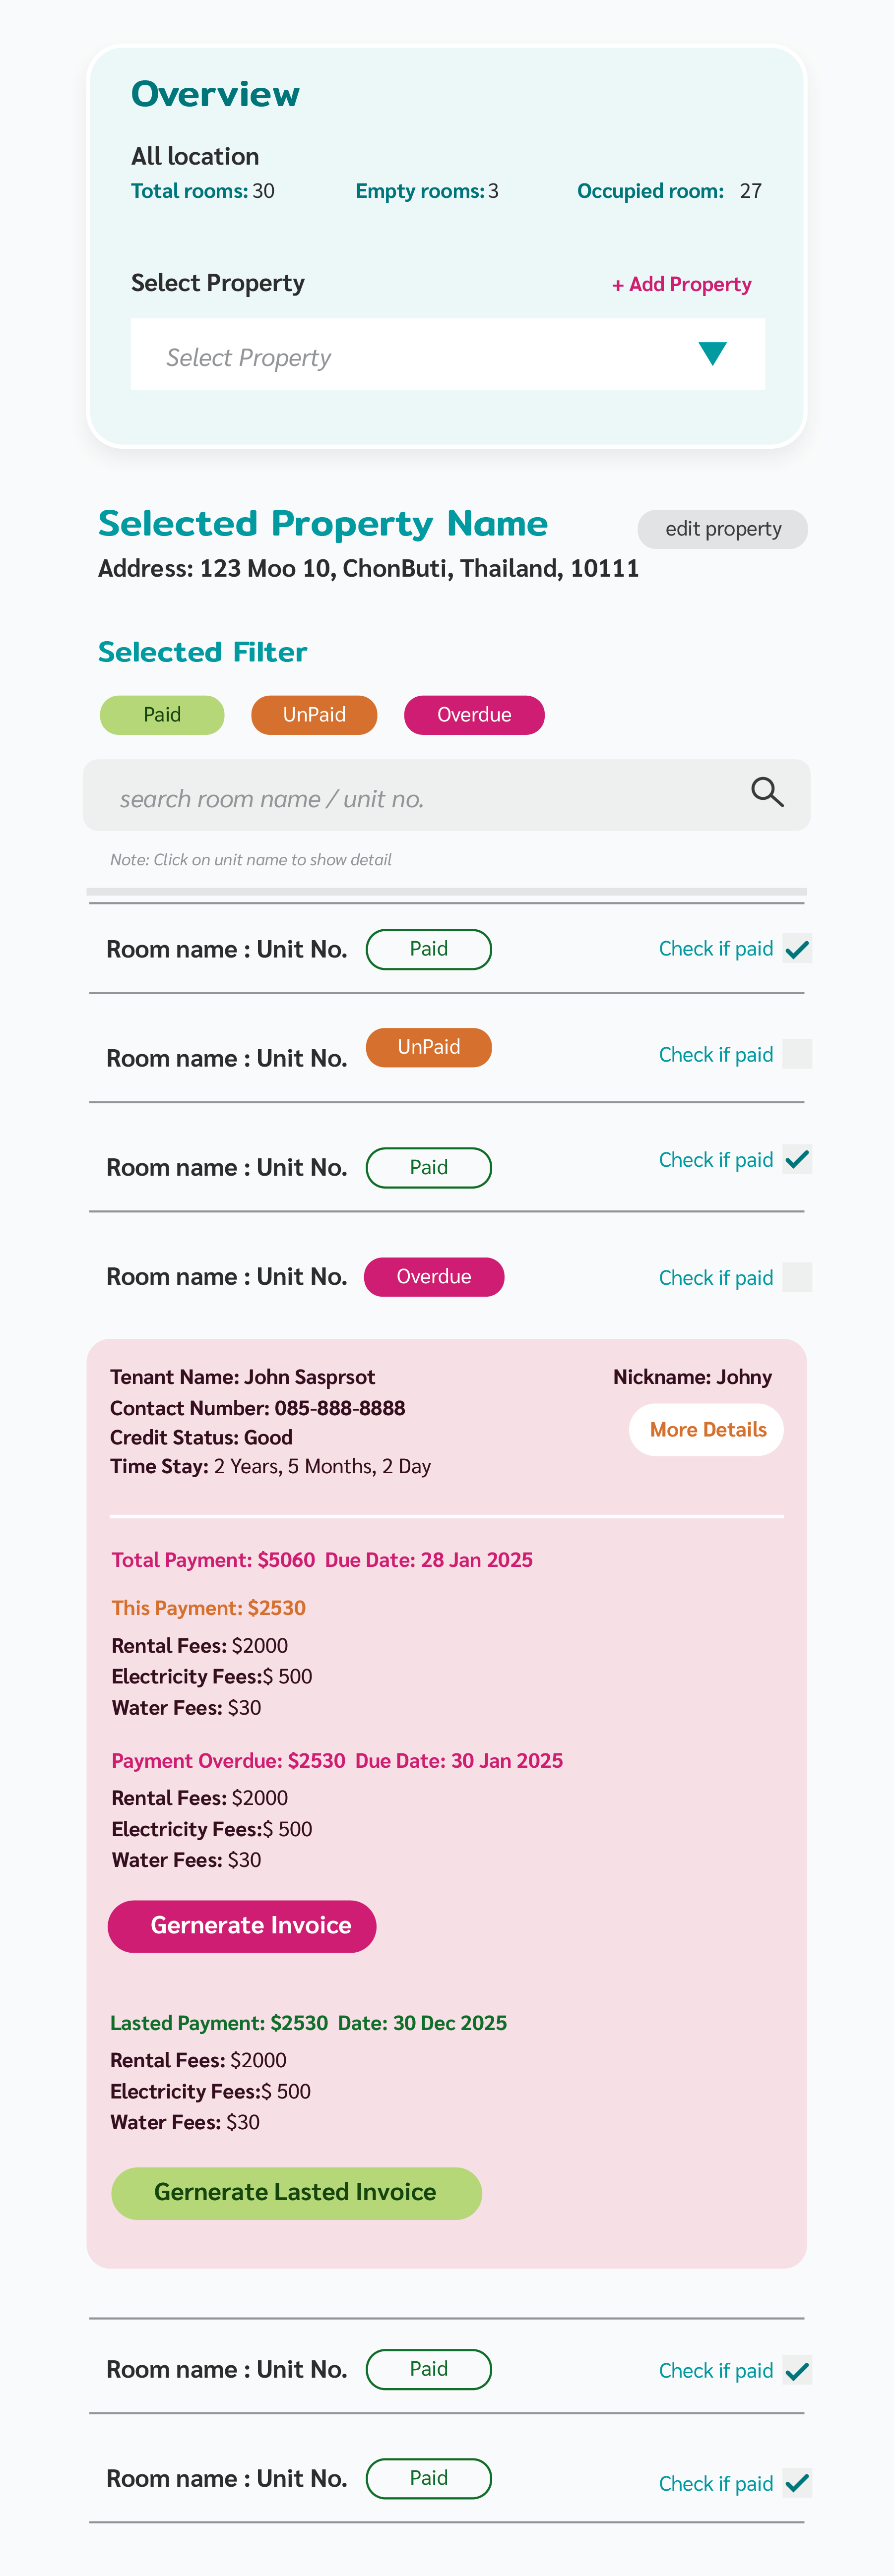 Overview
All location
Total rooms: 30 Empty rooms: 3 Occupied room: 27
Select Property + Add Property
Select Property
Selected Property Name edit property
Address: 123 Moo 10, ChonButi, Thailand, 10111
Selected Filter
Paid UnPaid Overdue
search room name / unit no.
Note: Click on unit name to show detail
Room name : Unit No. Paid Check if paid
Room name : Unit No. UnPaid Check if paid
Room name : Unit No. Paid Check if paid
Room name : Unit No. Overdue Check if paid
Tenant Name: John Sasprsot Nickname: Johny
Contact Number: 085-888-8888
More Details
Credit Status: Good
Time Stay: 2 Years, 5 Months, 2 Day
Total Payment: $5060 Due Date: 28 Jan 2025
This Payment: $2530
Rental Fees: $2000
Electricity Fees:$ 500
Water Fees: $30
Payment Overdue: $2530 Due Date: 30 Jan 2025
Rental Fees: $2000
Electricity Fees:$ 500
Water Fees: $30
Gernerate Invoice
Lasted Payment: $2530 Date: 30 Dec 2025
Rental Fees: $2000
Electricity Fees:$ 500
Water Fees: $30
Gernerate Lasted Invoice
Room name : Unit No. Paid Check if paid
Room name : Unit No. Paid Check if paid